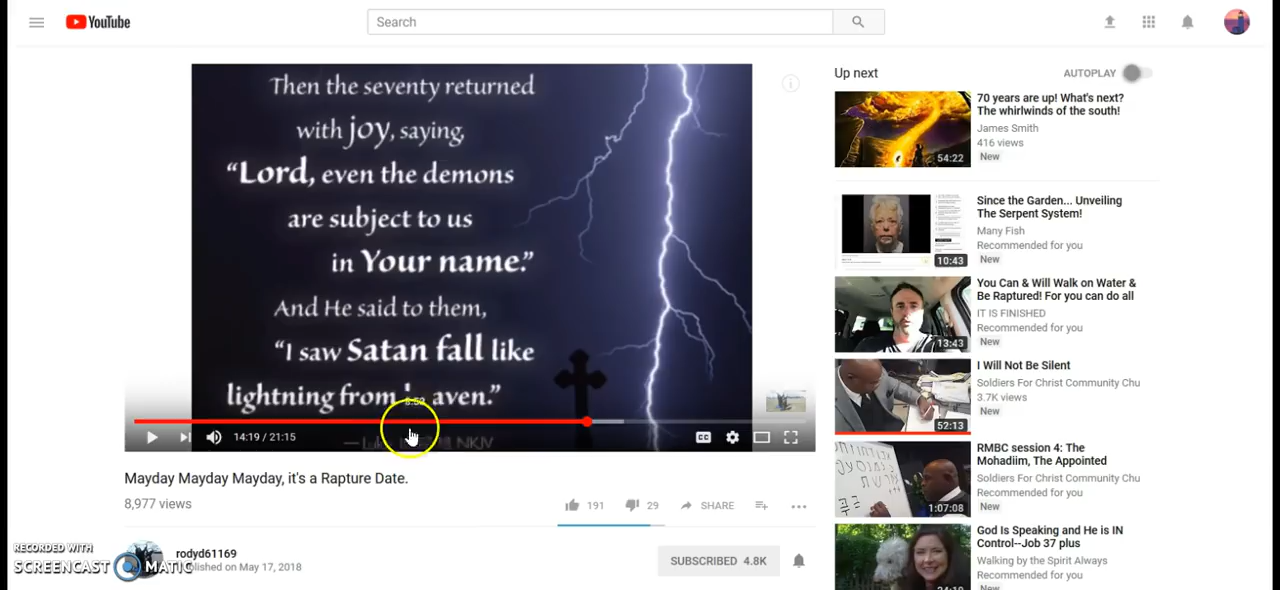 YouTube
Search
Then the seventy returned
with joy, saying,
“Lord, even the demons
are subject to us
in Your name.”
And He said to them,
“I saw Satan fall like
lightning from aven.”
NKJV
14:19 / 21:15
CC
Mayday Mayday Mayday, it's a Rapture Date.
8,977 views
191
29
SHARE
rodyd61169
ublished on May 17, 2018
SUBSCRIBED 4.8K
RECORDED WITH
SCREENCAST MATIC
Up next
AUTOPLAY
70 years are up! What's next?
The whirlwinds of the south!
James Smith
416 views
New
54:22
Since the Garden... Unveiling
The Serpent System!
Many Fish
Recommended for you
New
10:43
You Can & Will Walk on Water &
Be Raptured! For you can do all
IT IS FINISHED
Recommended for you
New
13:43
I Will Not Be Silent
Soldiers For Christ Community Chu
3.7K views
New
52:13
RMBC session 4: The
Mohadiim, The Appointed
Soldiers For Christ Community Chu
Recommended for you
New
1:07:08
God Is Speaking and He is IN
Control--Job 37 plus
Walking by the Spirit Always
Recommended for you
New